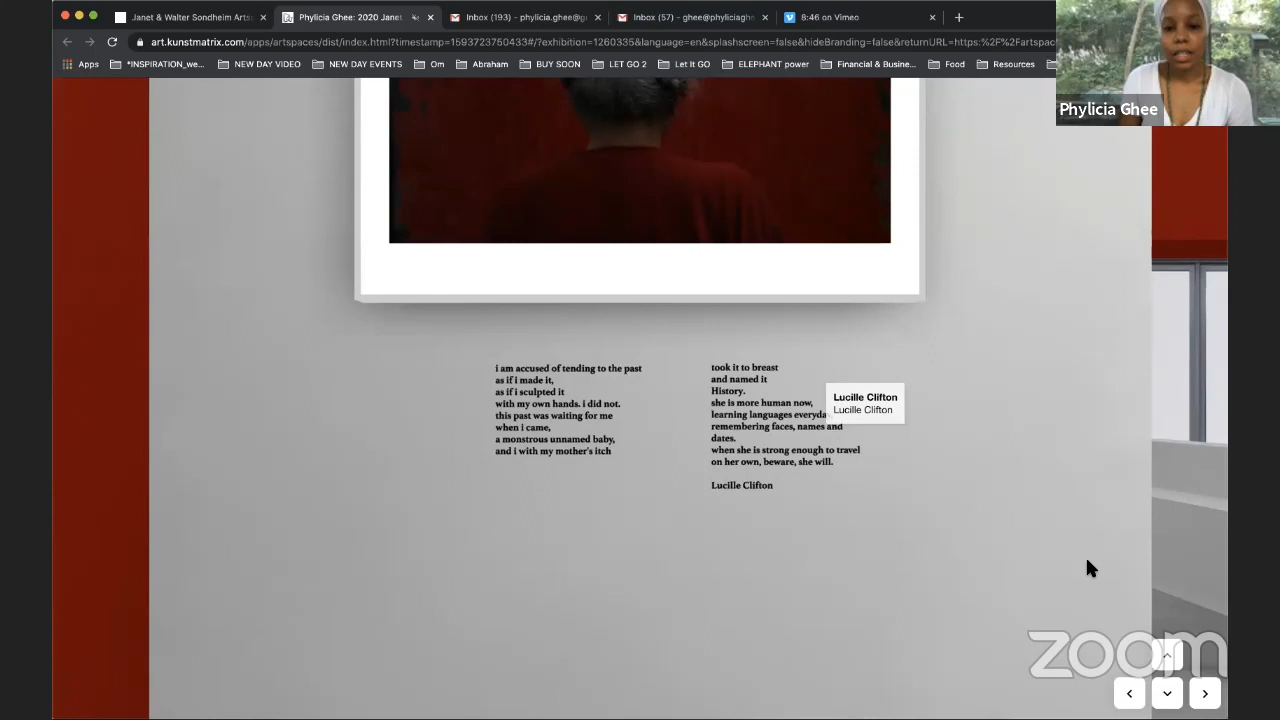 Janet & Walter Sondheim Arts
Phylicia Ghee: 2020 Janet
Inbox (193) - phylicia.ghee@g
Inbox (57) - ghee@phyliciagh
8:46 on Vimeo
art.kunstmatrix.com/apps/artspaces/dist/index.html?timestamp=1593723750433#/?exhibition=1260335&language=en&splashscreen=false&hideBranding=false&returnURL=https:%2F%2Fartspac
Apps
*INSPIRATION_we...
NEW DAY VIDEO
NEW DAY EVENTS
Om
Abraham
BUY SOON
LET GO 2
Let It GO
ELEPHANT power
Financial & Busine...
Food
Resources
Phylicia Ghee
i am accused of tending to the past
as if i made it,
as if i sculpted it
with my own hands. i did not.
this past was waiting for me
when i came,
a monstrous unnamed baby,
and i with my mother's itch
took it to breast
and named it
History.
she is more human now,
learning languages everyda
remembering faces, names and
dates.
when she is strong enough to travel
on her own, beware, she will.
Lucille Clifton
Lucille Clifton
Lucille Clifton
zoom